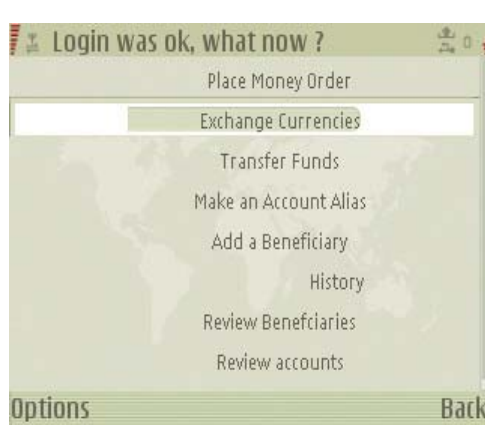 Login was ok, what now ?
Place Money Order
Exchange Currencies
Transfer Funds
Make an Account Alias
Add a Beneficiary
History
Review Benefciaries
Review accounts
Options Back